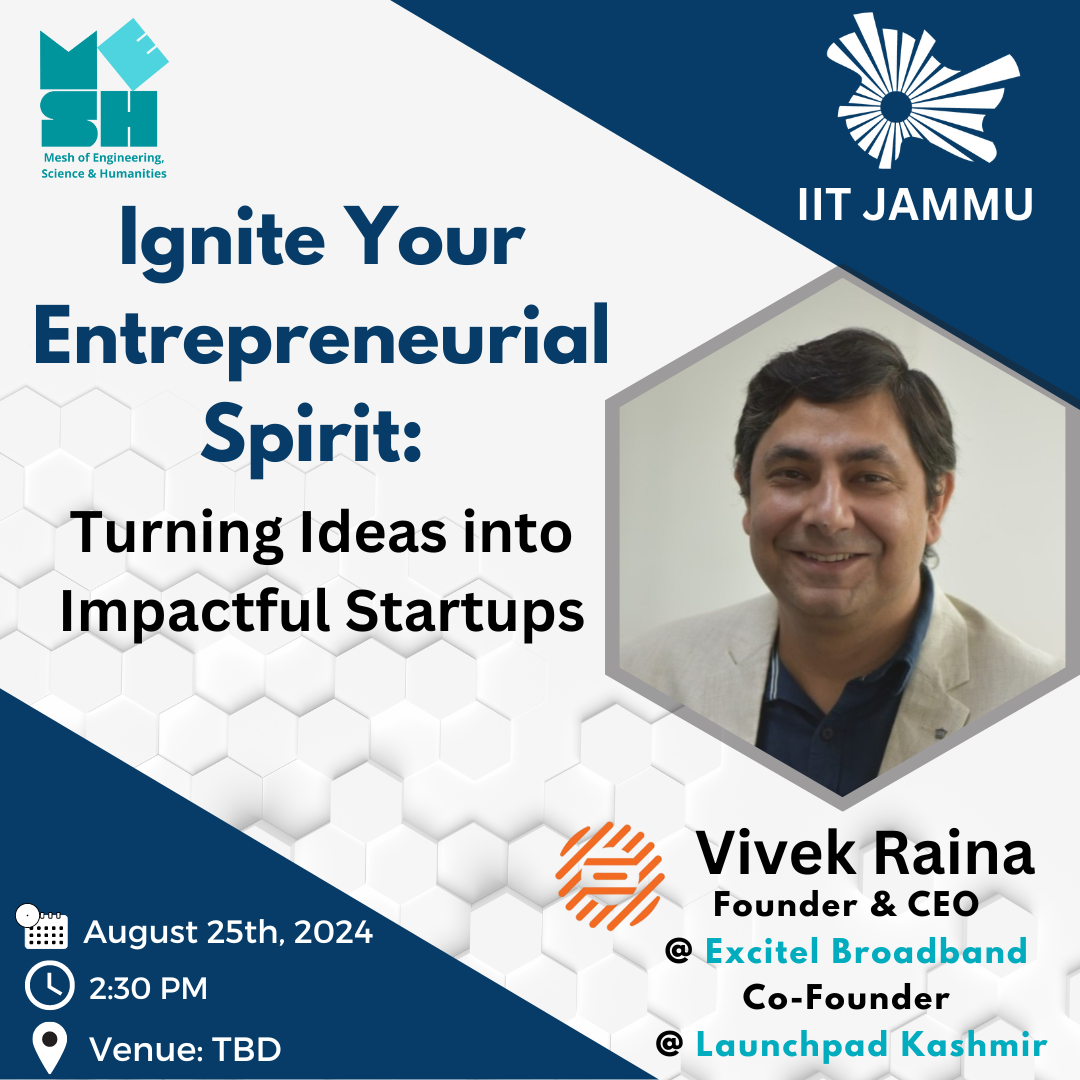 MESH
Mesh of Engineering,
Science & Humanities
IIT JAMMU
Ignite Your
Entrepreneurial
Spirit:
Turning Ideas into
Impactful Startups
Vivek Raina
Founder & CEO
@ Excitel Broadband
Co-Founder
@ Launchpad Kashmir
August 25th, 2024
2:30 PM
Venue: TBD